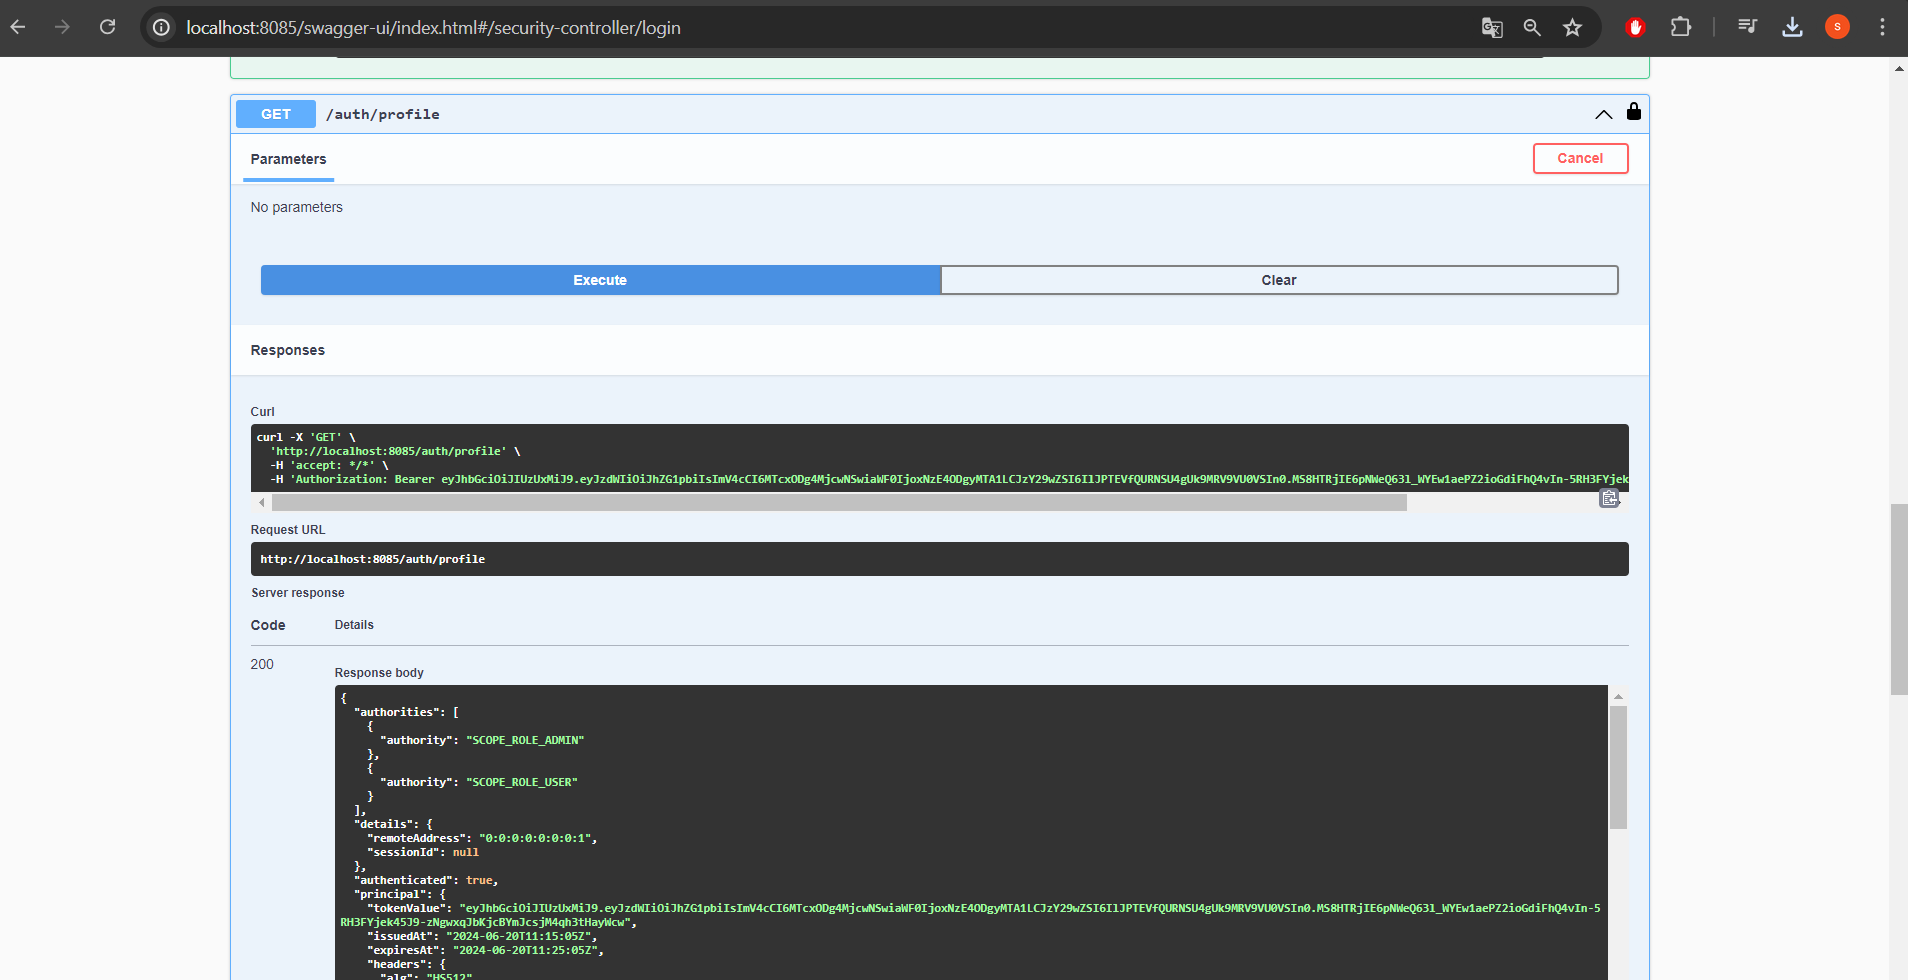 localhost:8085/swagger-ui/index.html#/security-controller/login
S
GET /auth/profile
Parameters
Cancel
No parameters
Execute
Clear
Responses
Curl
curl -X 'GET' \
'http://localhost:8085/auth/profile' \
-H 'accept: */*' \
-H 'Authorization: Bearer eyJhbGciOiJIUzUxMiJ9.eyJzdWIiOiJhZG1pbiIsImV4cCI6MTcxODg4MjcwNSwiaWF0IjoxNzE4ODgyMTA1LCJzY29wZSI6IlJPTEVfQURNSU4gUk9MRV9VU0VSIn0.MS8HTRjIE6pNWeQ63l_WYEw1aePZ2ioGdiFhQ4vIn-5RH3FYjek
Request URL
http://localhost:8085/auth/profile
Server response
Code Details
200
Response body
{
"authorities": [
{
"authority": "SCOPE_ROLE_ADMIN"
},
{
"authority": "SCOPE_ROLE_USER"
}
],
"details": {
"remoteAddress": "0:0:0:0:0:0:0:1",
"sessionId": null
},
"authenticated": true,
"principal": {
"tokenValue": "eyJhbGciOiJIUzUxMiJ9.eyJzdWIiOiJhZG1pbiIsImV4cCI6MTcxODg4MjcwNSwiaWF0IjoxNzE4ODgyMTA1LCJzY29wZSI6IlJPTEVfQURNSU4gUk9MRV9VU0VSIn0.MS8HTRjIE6pNWeQ63l_WYEw1aePZ2ioGdiFhQ4vIn-5
RH3FYjek45J9-zNgwxqJbKjcBYmJcsjM4qh3tHayWcw",
"issuedAt": "2024-06-20T11:15:05Z",
"expiresAt": "2024-06-20T11:25:05Z",
"headers": {
"alg": "HS512"